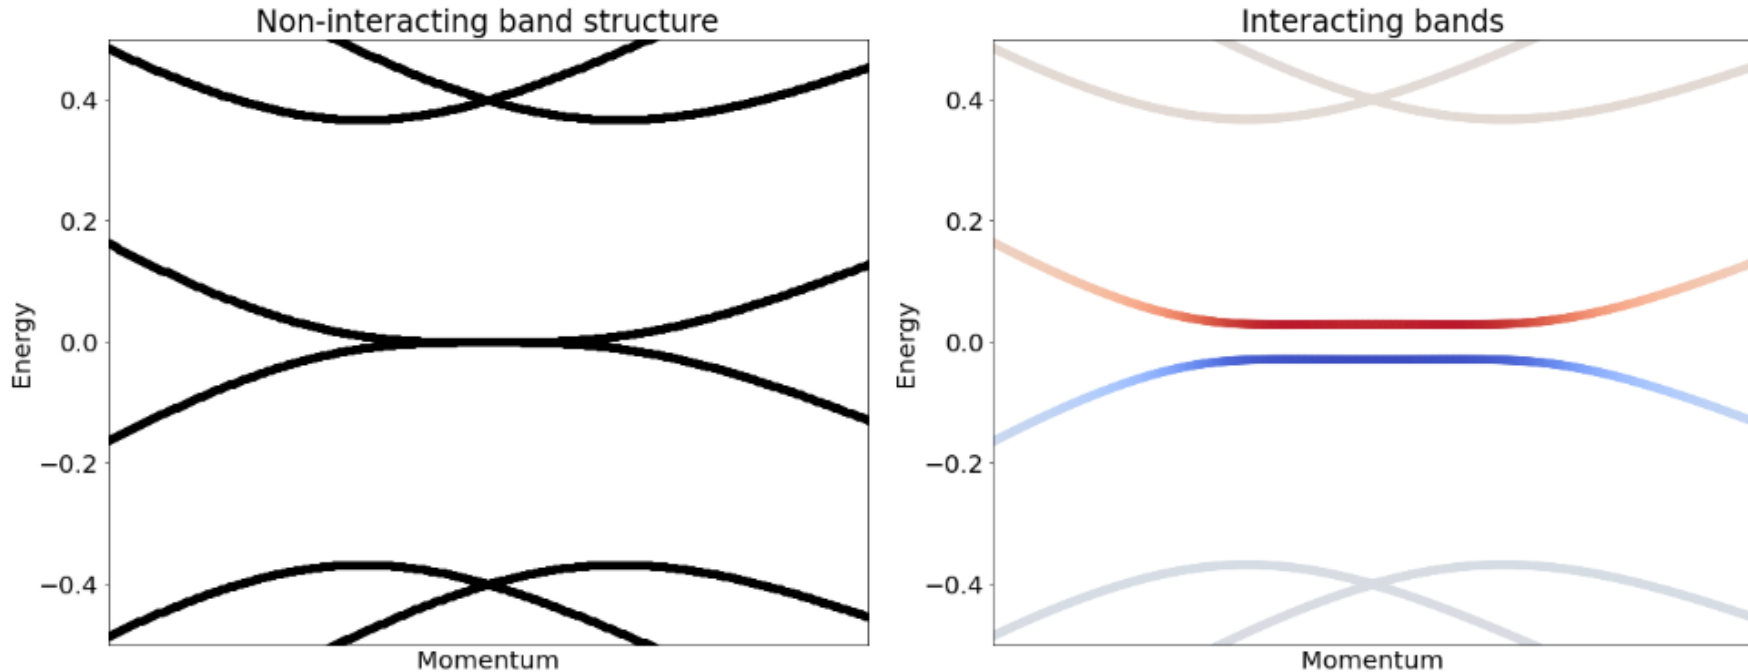 Non-interacting band structure
Energy
0.4
0.2
0.0
−0.2
−0.4
Momentum
Interacting bands
Energy
0.4
0.2
0.0
−0.2
−0.4
Momentum